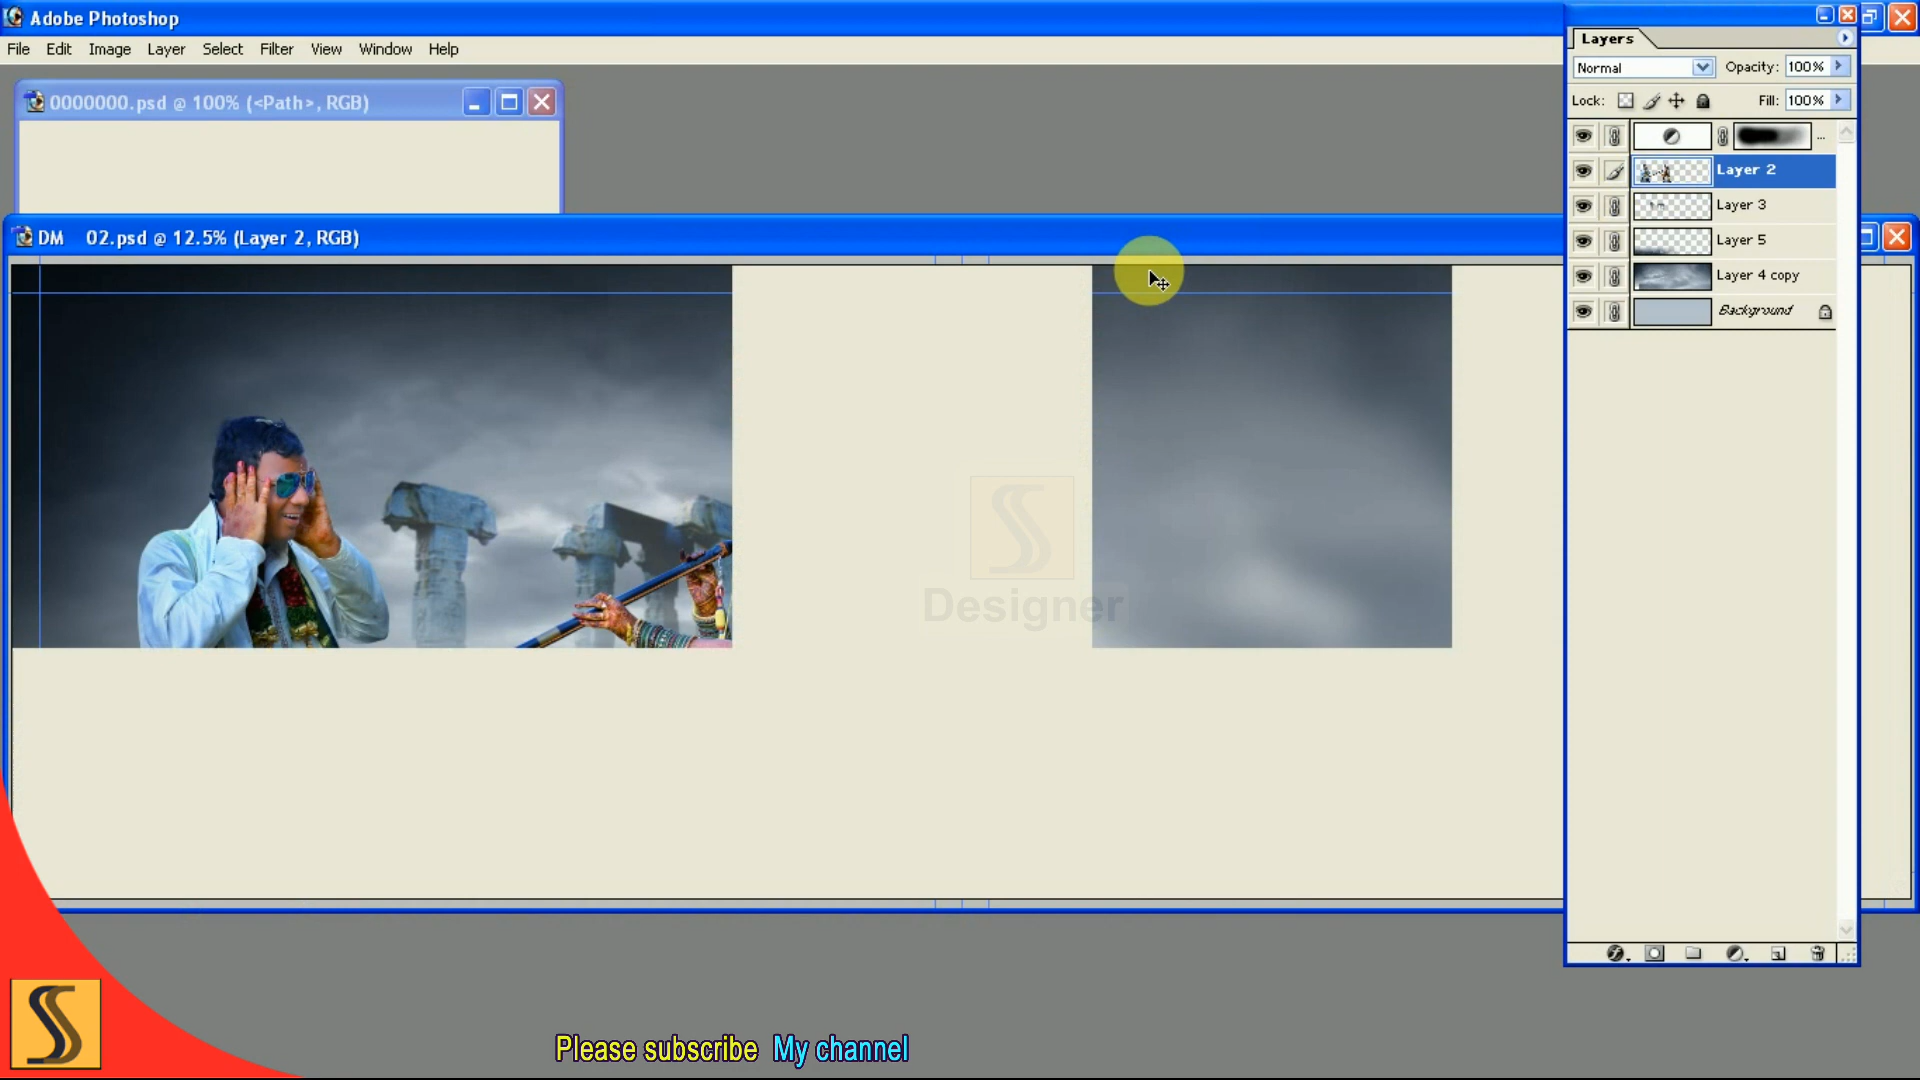 Adobe Photoshop
File Edit Image Layer Select Filter View Window Help
0000000.psd @ 100% (<Path>, RGB)
DM 02.psd @ 12.5% (Layer 2, RGB)
Designer
Layers
Normal Opacity: 100%
Lock: Fill: 100%
...
Layer 2
Layer 3
Layer 5
Layer 4 copy
Background
Please subscribe My channel